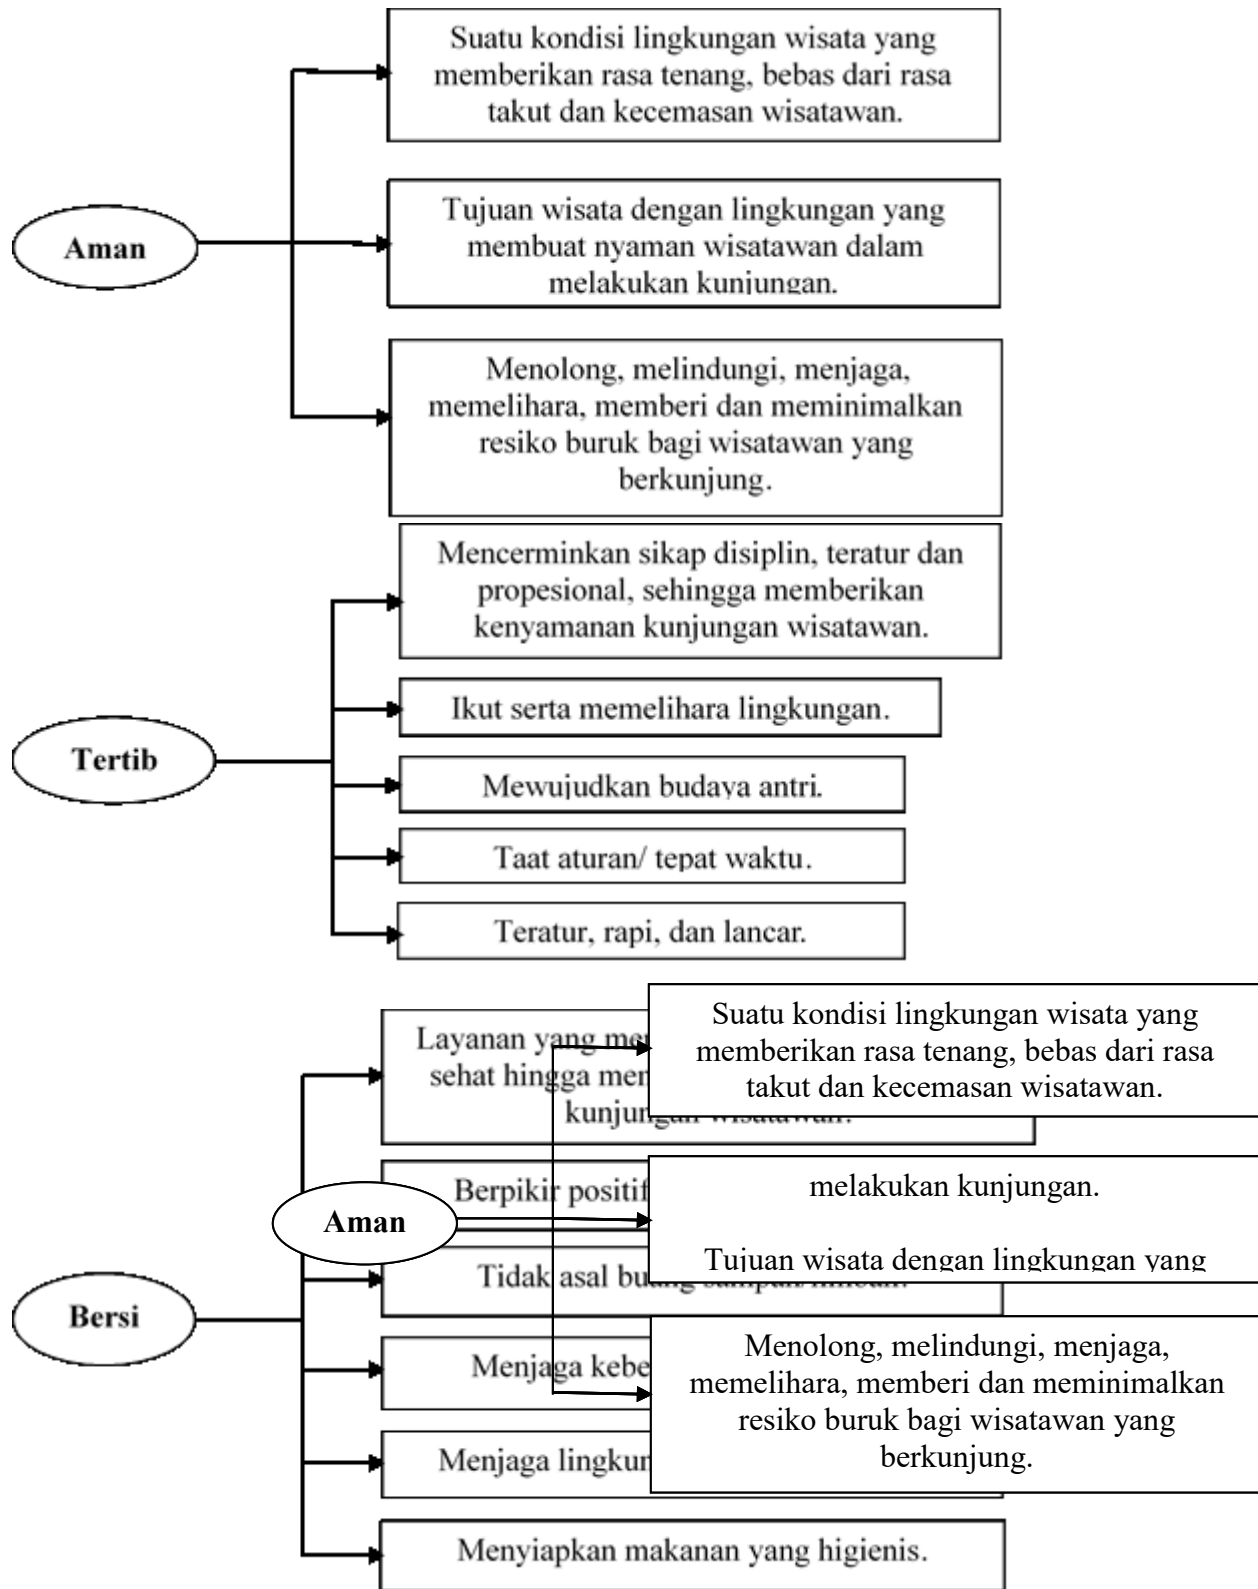 Suatu kondisi lingkungan wisata yang
memberikan rasa tenang, bebas dari rasa
takut dan kecemasan wisatawan.
Aman
Tujuan wisata dengan lingkungan yang
membuat nyaman wisatawan dalam
melakukan kunjungan.
Menolong, melindungi, menjaga,
memelihara, memberi dan meminimalkan
resiko buruk bagi wisatawan yang
berkunjung.
Tertib
Mencerminkan sikap disiplin, teratur dan
propesional, sehingga memberikan
kenyamanan kunjungan wisatawan.
Ikut serta memelihara lingkungan.
Mewujudkan budaya antri.
Taat aturan/ tepat waktu.
Teratur, rapi, dan lancar.
Bersi
Layanan yang
sehat hingga
kunjungan wisatawan.
Berpikir positif
Tidak asal buang
Menjaga
Menjaga
Menyiapkan makanan yang higienis.
Aman
Suatu kondisi lingkungan wisata yang
memberikan rasa tenang, bebas dari rasa
takut dan kecemasan wisatawan.
melakukan kunjungan.
Tujuan wisata dengan lingkungan yang
Menolong, melindungi, menjaga,
memelihara, memberi dan meminimalkan
resiko buruk bagi wisatawan yang
berkunjung.